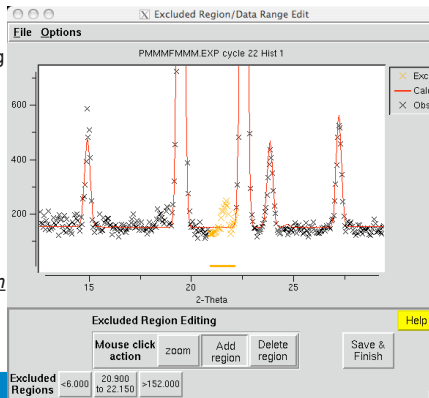 Excluded Region/Data Range Edit
File Options
g
PMMMFMMM.EXP cycle 22 Hist 1
Exc
Calc
Obs
600
400
200
15
20
25
2-Theta
n
Excluded Region Editing
Help
Mouse click action
zoom
Add region
Delete region
Save & Finish
Excluded Regions
<6.000
20.900 to 22.150
>152.000